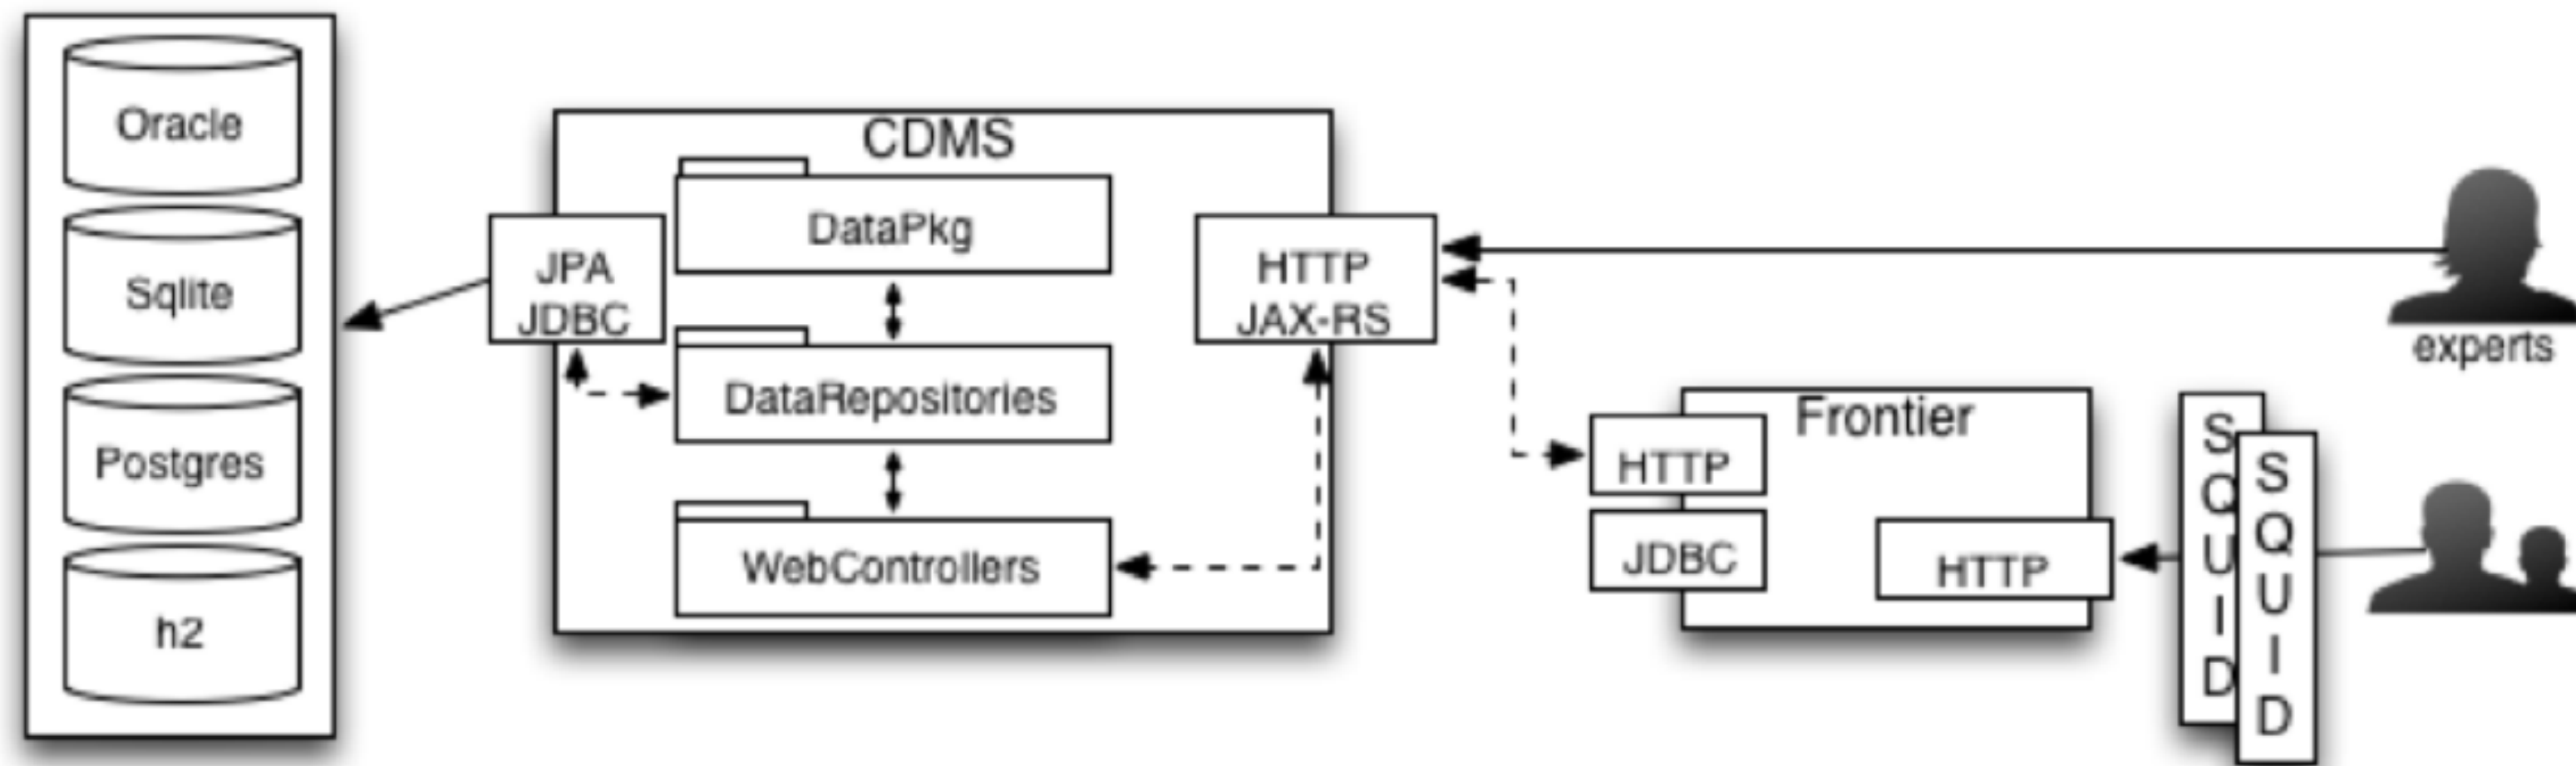 Oracle
Sqlite
Postgres
h2
CDMS
JPA
JDBC
DataPkg
DataRepositories
WebControllers
HTTP
JAX-RS
experts
Frontier
HTTP
JDBC
HTTP
SQUID
SQUID